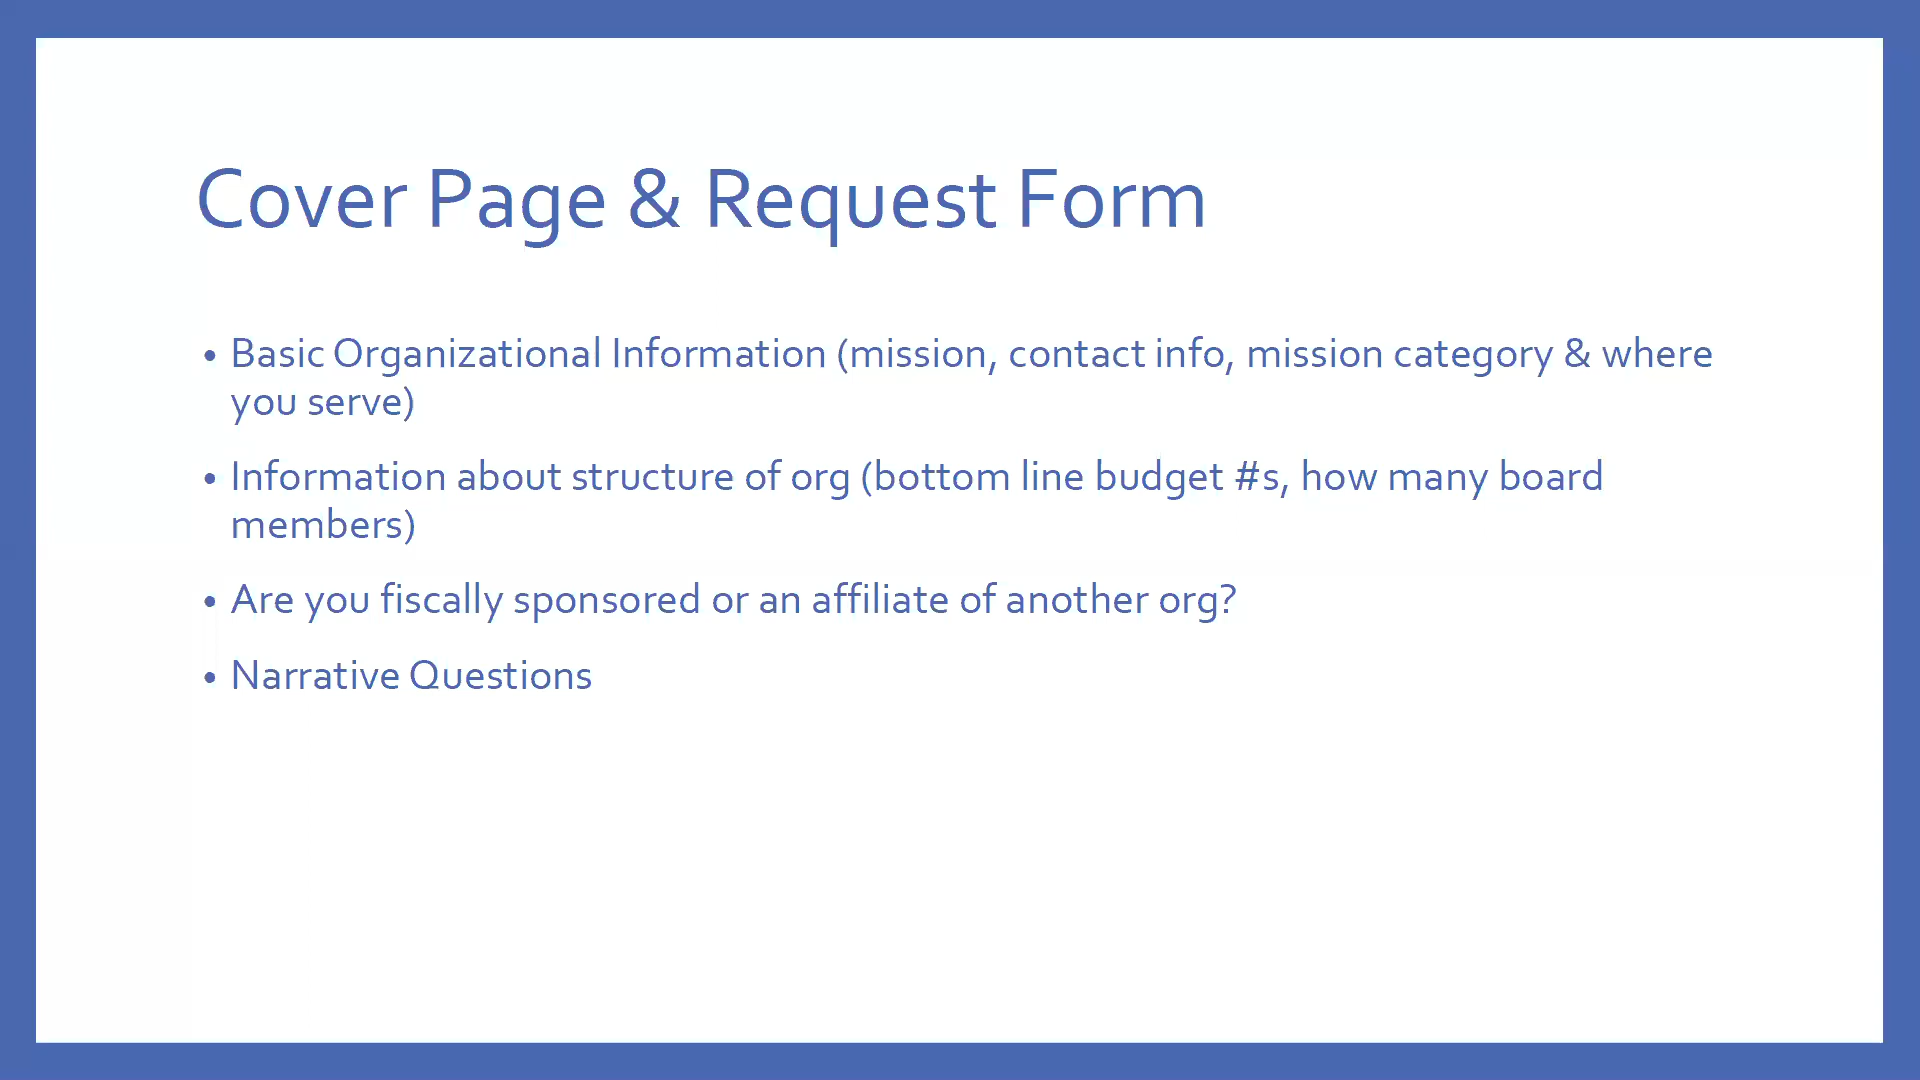 Cover Page & Request Form
• Basic Organizational Information (mission, contact info, mission category & where
you serve)
• Information about structure of org (bottom line budget #s, how many board
members)
• Are you fiscally sponsored or an affiliate of another org?
• Narrative Questions